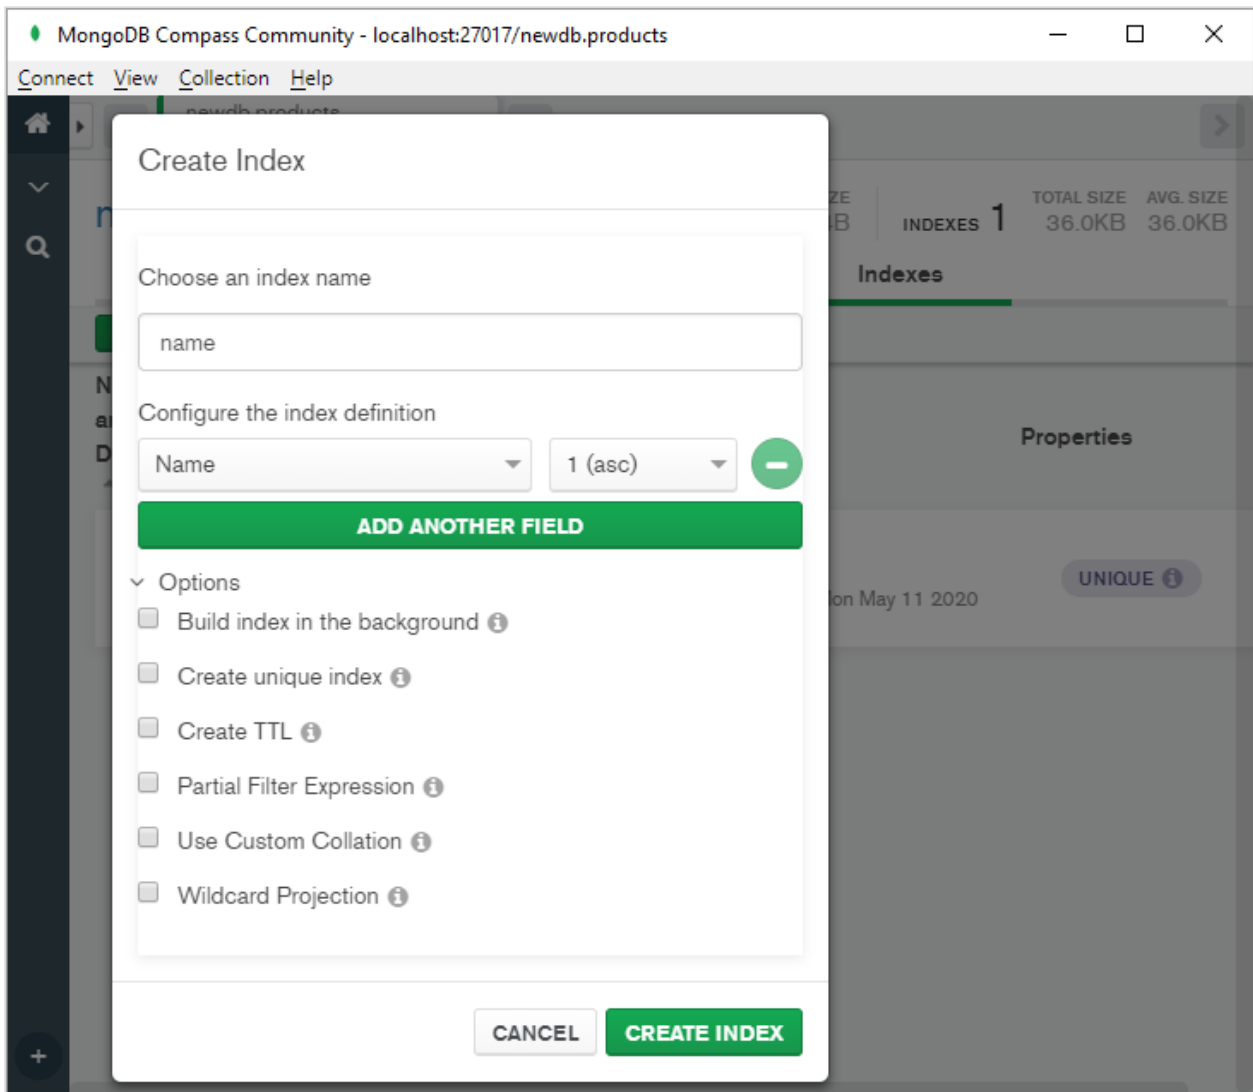 MongoDB Compass Community - localhost:27017/newdb.products
Connect View Collection Help
newdb.products
Create Index
TOTAL SIZE AVG. SIZE
INDEXES 1 36.0KB 36.0KB
Indexes
Choose an index name
name
Configure the index definition
Properties
Name 1 (asc)
ADD ANOTHER FIELD
Options
UNIQUE
May 11 2020
Build index in the background
Create unique index
Create TTL
Partial Filter Expression
Use Custom Collation
Wildcard Projection
CANCEL CREATE INDEX